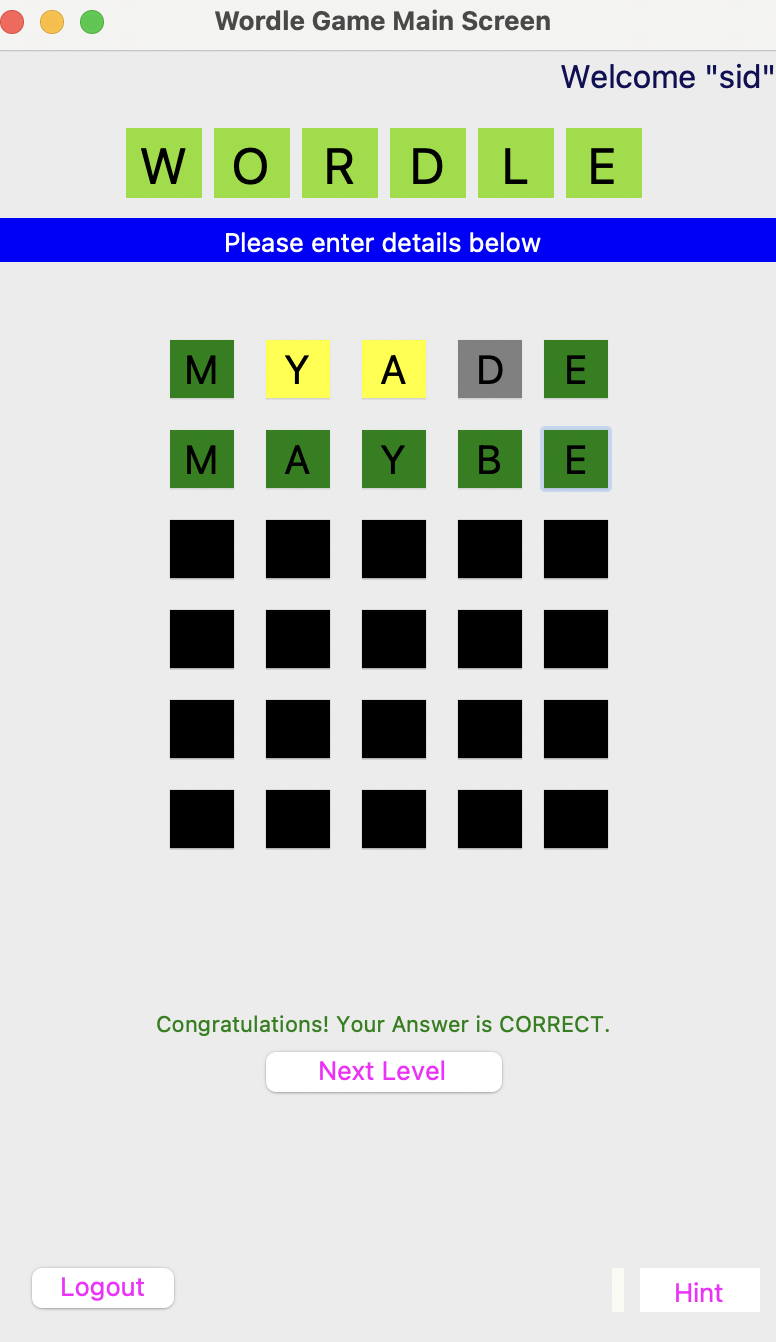 Wordle Game Main Screen
Welcome "sid"
W O R D L E
Please enter details below
M Y A D E
M A Y B E
Congratulations! Your Answer is CORRECT.
Next Level
Logout
Hint